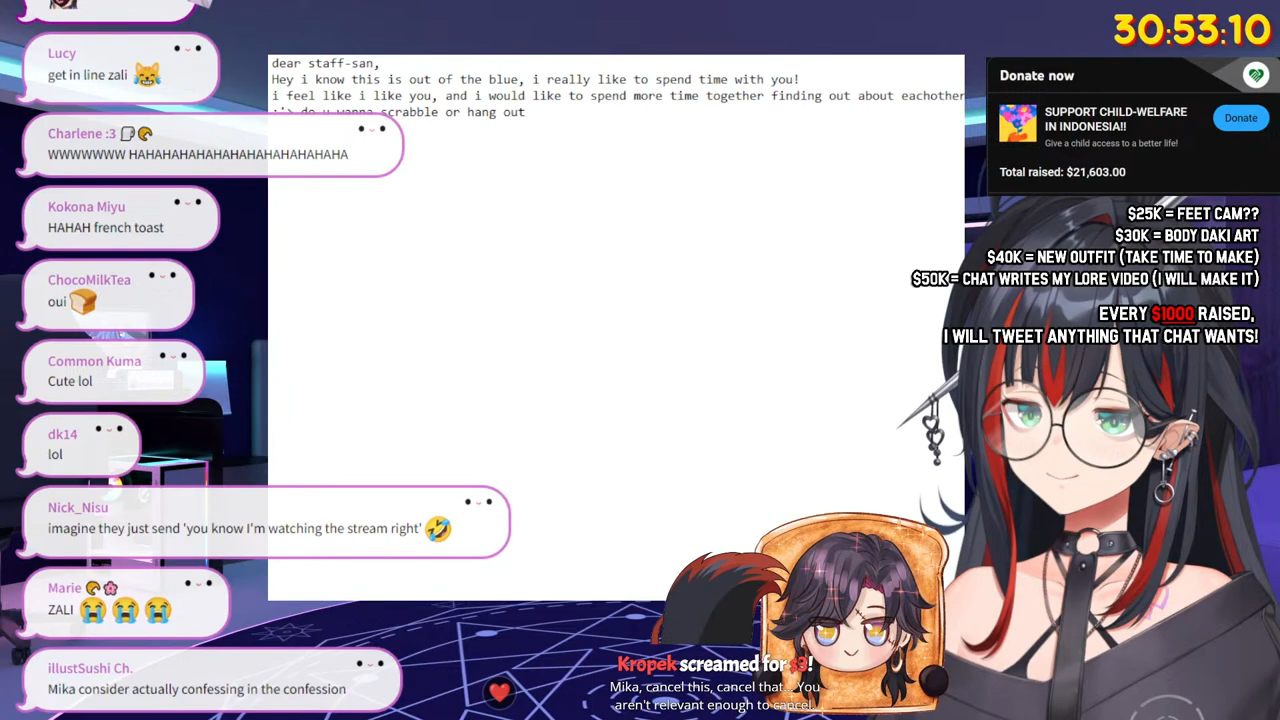 Lucy
get in line zali
Charlene :3
WWWWWWW HAHAHAHAHAHAHAHAHAHAHAHA
Kokona Miyu
HAHAH french toast
ChocoMilkTea
oui
Common Kuma
Cute lol
dk14
lol
Nick_Nisu
imagine they just send 'you know I'm watching the stream right'
Marie
ZALI
illustSushi Ch.
Mika consider actually confessing in the confession
dear staff-san,
Hey i know this is out of the blue, i really like to spend time with you!
i feel like i like you, and i would like to spend more time together finding out about eachother
do u wanna scrabble or hang out
Kropek screamed for $3!
Mika, cancel this, cancel that... You
aren't relevant enough to cancel.
30:53:10
Donate now
SUPPORT CHILD-WELFARE
IN INDONESIA!!
Give a child access to a better life!
Donate
Total raised: $21,603.00
$25K = FEET CAM??
$30K = BODY DAKI ART
$40K = NEW OUTFIT (TAKE TIME TO MAKE)
$50K = CHAT WRITES MY LORE VIDEO (I WILL MAKE IT)
EVERY $1000 RAISED,
I WILL TWEET ANYTHING THAT CHAT WANTS!